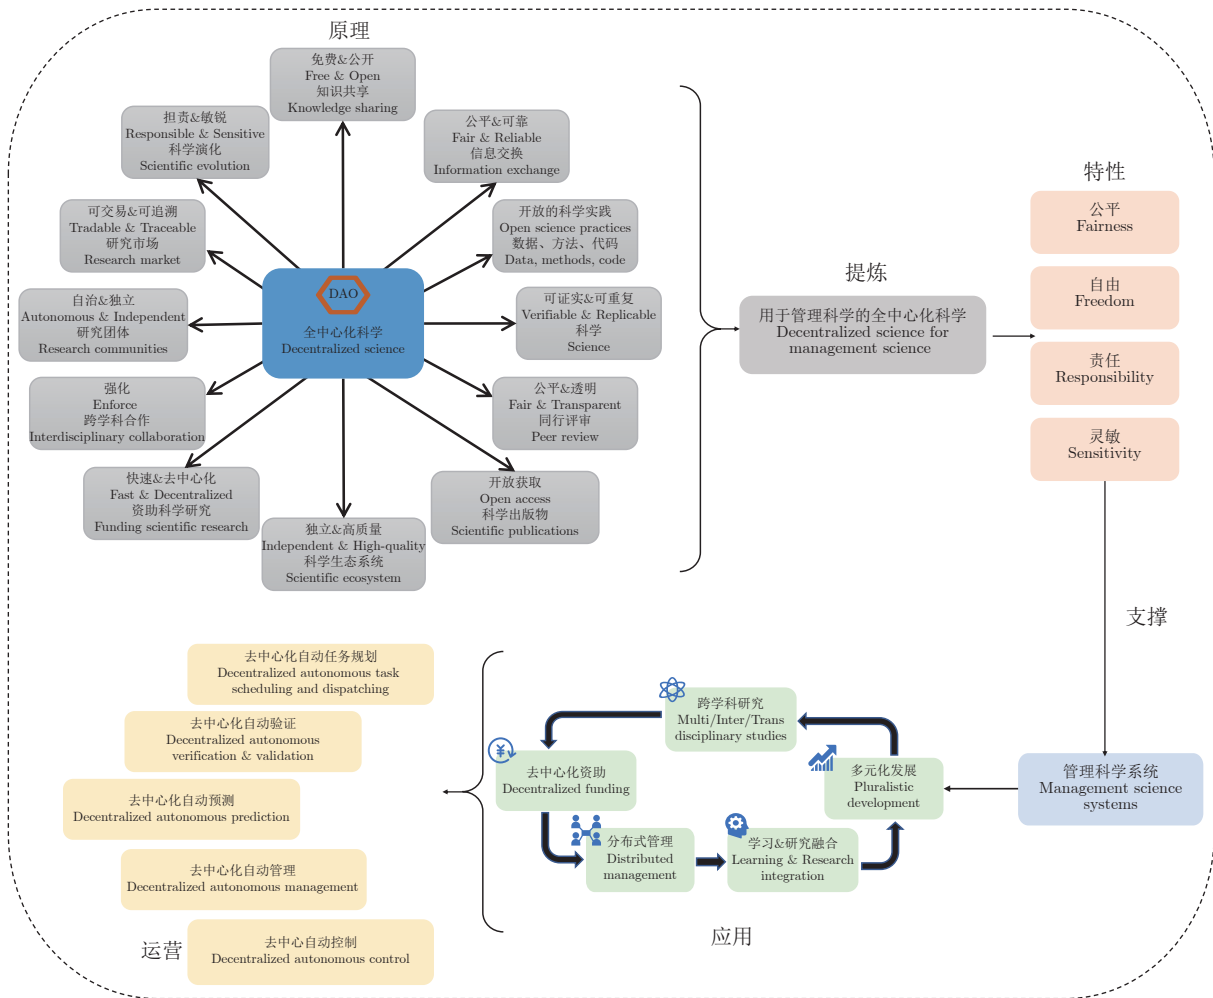 原理
免费&公开
Free & Open
知识共享
Knowledge sharing
担责&敏锐
Responsible & Sensitive
科学演化
Scientific evolution
公平&可靠
Fair & Reliable
信息交换
Information exchange
可交易&可追溯
Tradable & Traceable
研究市场
Research market
开放的科学实践
Open science practices
数据、方法、代码
Data, methods, code
自治&独立
Autonomous & Independent
研究团体
Research communities
DAO
全中心化科学
Decentralized science
可证实&可重复
Verifiable & Replicable
科学
Science
强化
Enforce
跨学科合作
Interdisciplinary collaboration
公平&透明
Fair & Transparent
同行评审
Peer review
快速&去中心化
Fast & Decentralized
资助科学研究
Funding scientific research
独立&高质量
Independent & High-quality
科学生态系统
Scientific ecosystem
开放获取
Open access
科学出版物
Scientific publications
提炼
用于管理科学的全中心化科学
Decentralized science for
management science
特性
公平
Fairness
自由
Freedom
责任
Responsibility
灵敏
Sensitivity
支撑
管理科学系统
Management science
systems
跨学科研究
Multi/Inter/Trans
disciplinary studies
去中心化资助
Decentralized funding
¥
多元化发展
Pluralistic
development
分布式管理
Distributed
management
学习&研究融合
Learning & Research
integration
应用
去中心化自动任务规划
Decentralized autonomous task
scheduling and dispatching
去中心化自动验证
Decentralized autonomous
verification & validation
去中心化自动预测
Decentralized autonomous prediction
去中心化自动管理
Decentralized autonomous management
去中心自动控制
Decentralized autonomous control
运营